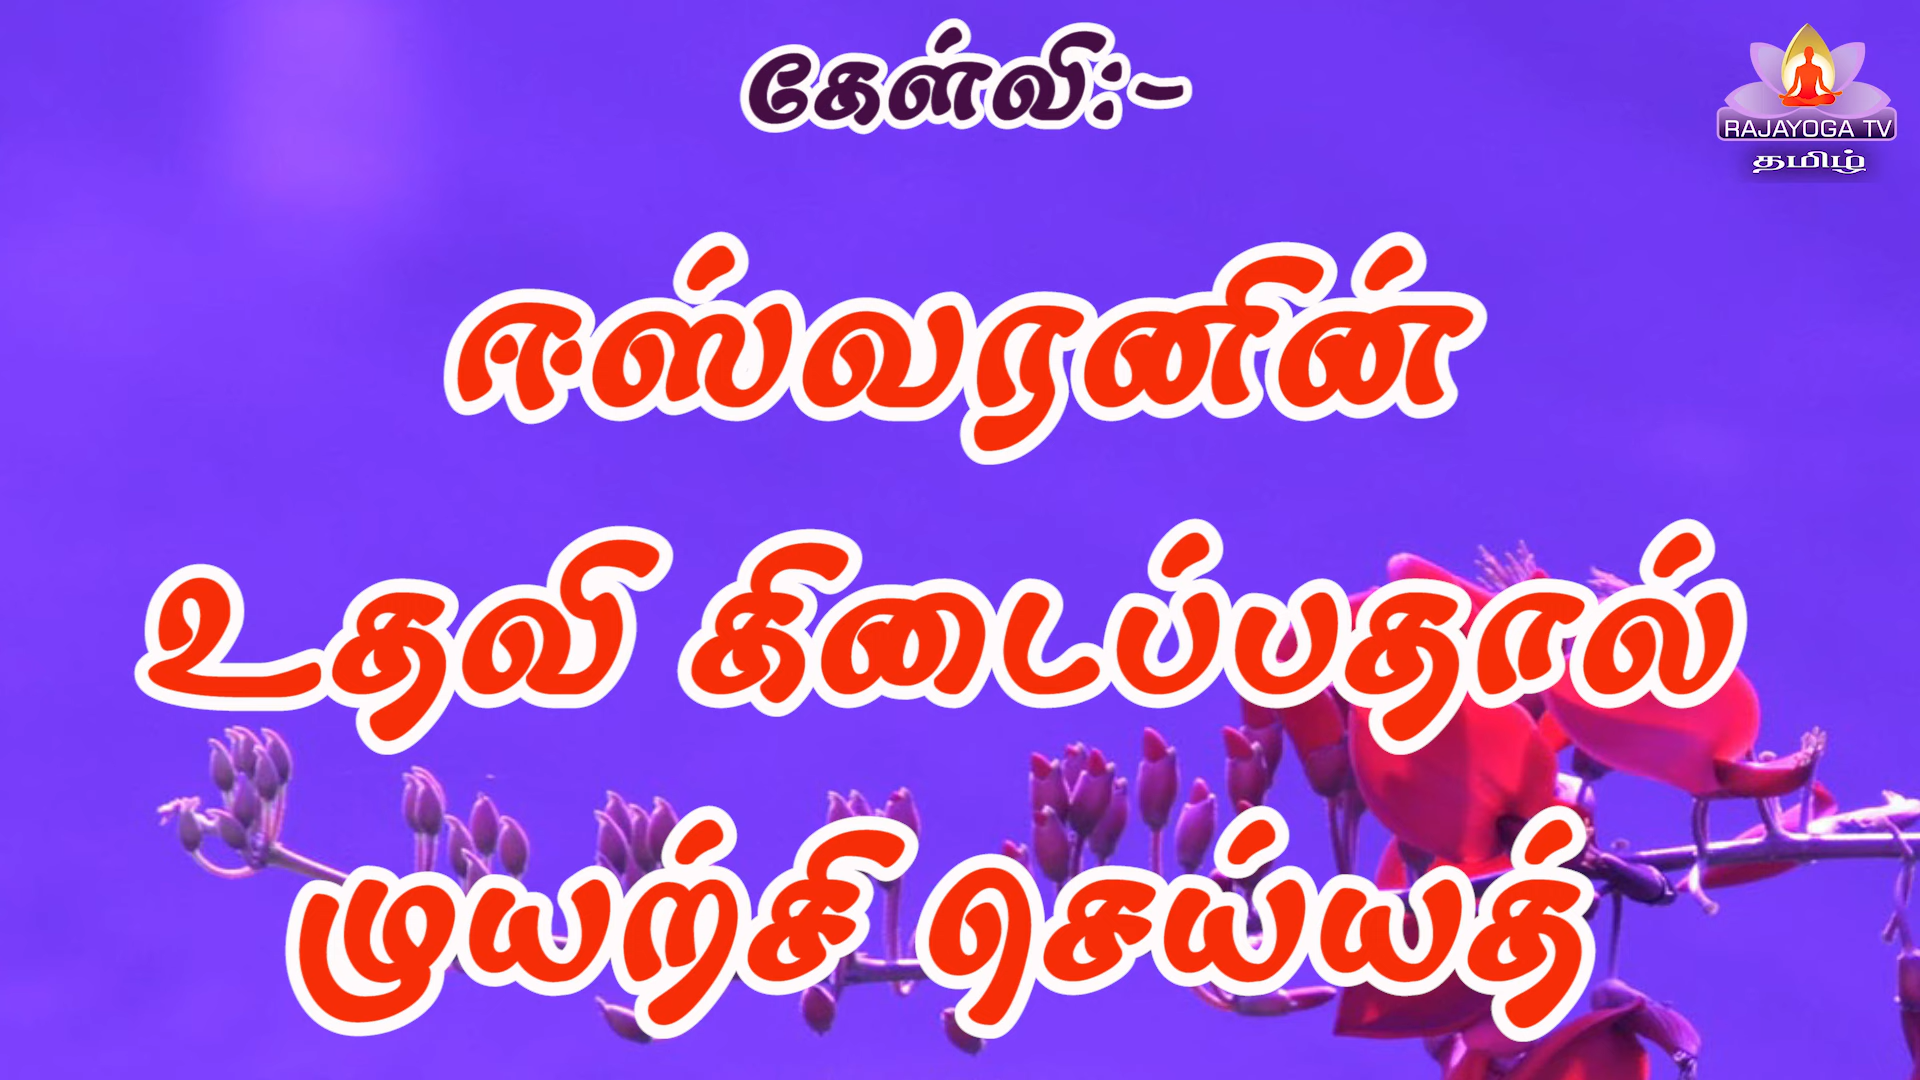 கேள்வி:-
RAJAYOGA TV
தமிழ்
ஈஸ்வரனின்
உதவி கிடைப்பதால்
முயற்சி செய்யத்